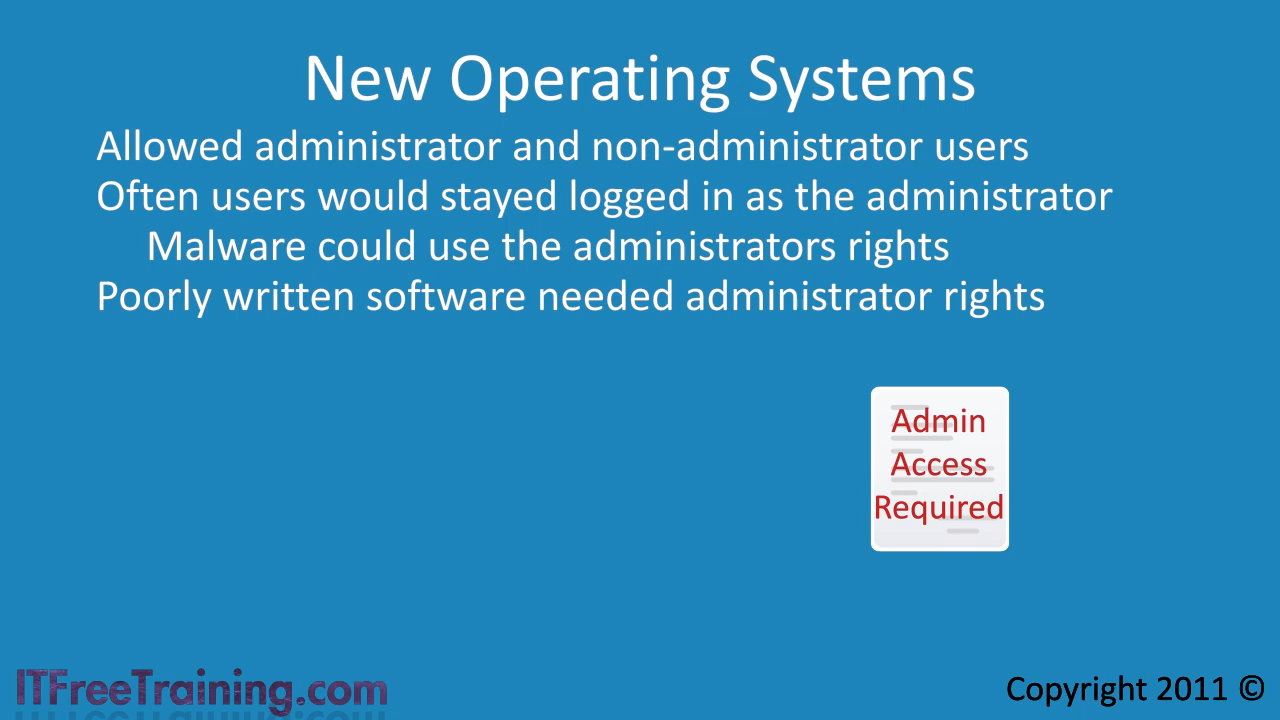 New Operating Systems
Allowed administrator and non-administrator users
Often users would stayed logged in as the administrator
Malware could use the administrators rights
Poorly written software needed administrator rights
Admin
Access
Required
ITFreeTraining.com
Copyright 2011 ©